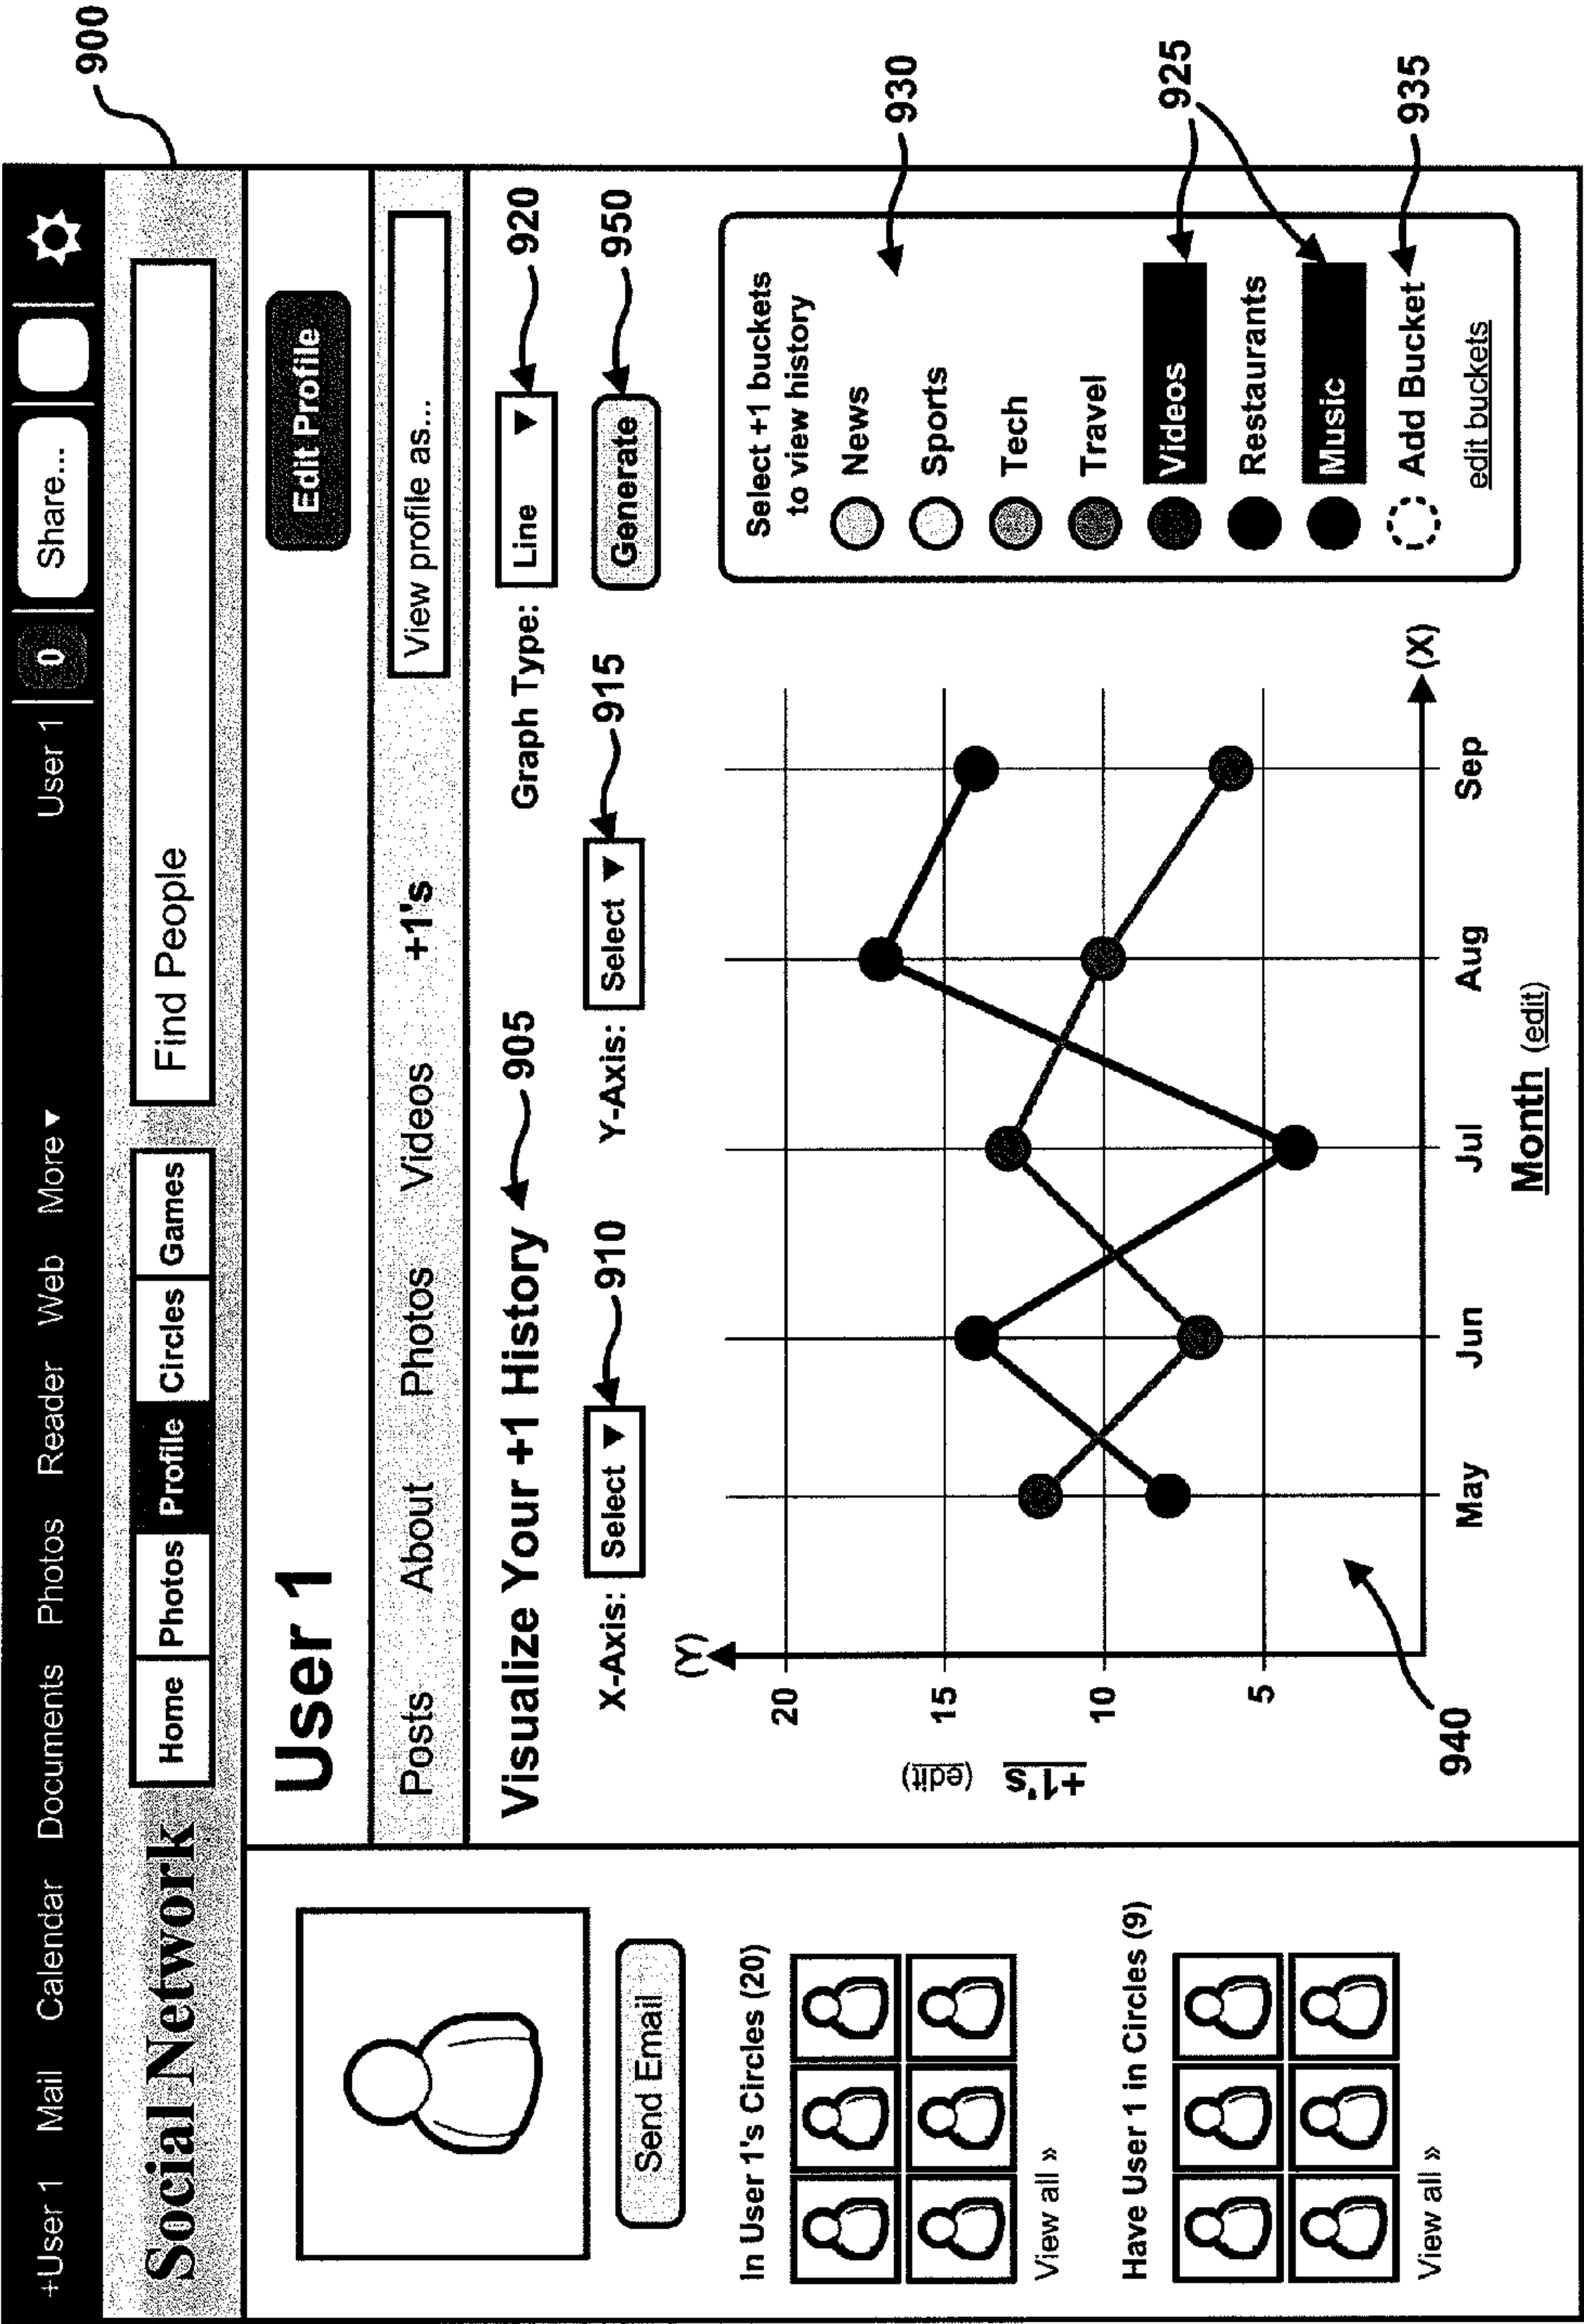 +User 1 Mail Calendar Documents Photos Reader Web More ▾ User 1 0 Share...
900
Social Network Home Photos Profile Circles Games Find People
User 1 Edit Profile
Posts About Photos Videos +1's View profile as...
Send Email
In User 1's Circles (20)
View all »
Have User 1 in Circles (9)
View all »
Visualize Your +1 History 905 Graph Type: Line ▼ 920
X-Axis: Select ▼ 910 Y-Axis: Select ▼ 915 Generate 950
(Y)
20
15
10
5
+1's (edit)
940
May Jun Jul Aug Sep
(X)
Month (edit)
Select +1 buckets
to view history
News 930
Sports
Tech
Travel
Videos 925
Restaurants
Music
Add Bucket 935
edit buckets